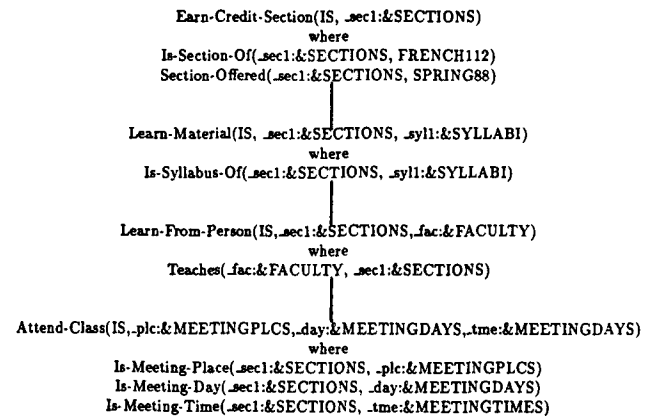 Earn-Credit-Section(IS, _sec1:&SECTIONS)
where
Is-Section-Of(_sec1:&SECTIONS, FRENCH112)
Section-Offered(_sec1:&SECTIONS, SPRING88)
Learn-Material(IS, _sec1:&SECTIONS, _syl1:&SYLLABI)
where
Is-Syllabus-Of(_sec1:&SECTIONS, _syl1:&SYLLABI)
Learn-From-Person(IS,_sec1:&SECTIONS,_fac:&FACULTY)
where
Teaches(_fac:&FACULTY, _sec1:&SECTIONS)
Attend-Class(IS,_plc:&MEETINGPLCS,_day:&MEETINGDAYS,_tme:&MEETINGDAYS)
where
Is-Meeting-Place(_sec1:&SECTIONS, _plc:&MEETINGPLCS)
Is-Meeting-Day(_sec1:&SECTIONS, _day:&MEETINGDAYS)
Is-Meeting-Time(_sec1:&SECTIONS, _tme:&MEETINGTIMES)